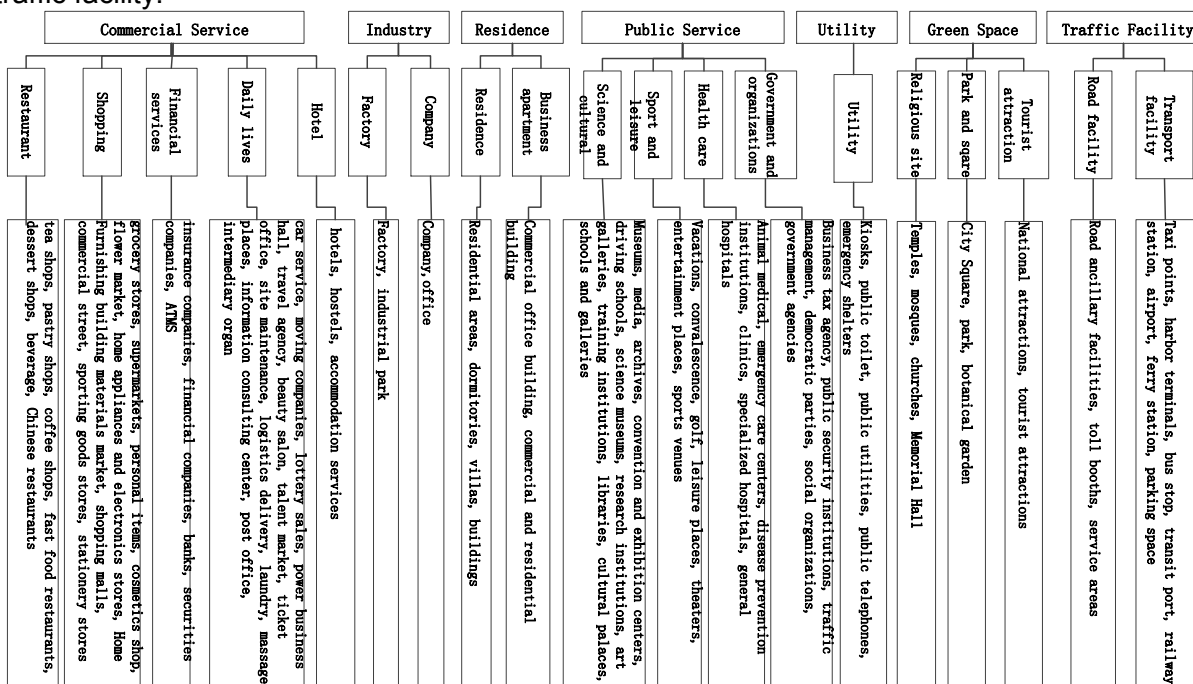 traffic facility.
Commercial Service
Industry
Residence
Public Service
Utility
Green Space
Traffic Facility
Restaurant
Shopping
Financial
services
Daily lives
Hotel
Factory
Company
Residence
Business
apartment
Science and
cultural
Sport and
leisure
Health care
Government and
organizations
Utility
Religious site
Park and sqare
Tourist
attraction
Road facility
Transport
facility
tea shops, pastry shops, coffee shops, fast food restaurants,
dessert shops, beverage, Chinese restaurants
grocery stores, supermarkets, personal items, cosmetics shop,
flower market, home appliances and electronics stores, Home
Furnishing building materials market, shopping malls,
commercial street, sporting goods stores, stationery stores
insurance companies, financial companies, banks, securities
companies, ATMS
car service, moving companies, lottery sales, power business
hall, travel agency, beauty salon, talent market, ticket
office, site maintenance, logistics delivery, laundry, massage
places, information consulting center, post office,
intermediary organ
hotels, hostels, accommodation services
Factory, industrial park
Company,office
Residential areas, dormitories, villas, buildings
Commercial office building, commercial and residential
building
Museums, media, archives, convention and exhibition centers,
driving schools, science museums, research institutions, art
galleries, training institutions, libraries, cultural palaces,
schools and galleries
Vacations, convalescence, golf, leisure places, theaters,
entertainment places, sports venues
Animal medical, emergency care centers, disease prevention
institutions, clinics, specialized hospitals, general
hospitals
Business tax agency, public security institutions, traffic
management, democratic parties, social organizations,
government agencies
Kiosks, public toilet, public utilities, public telephones,
emergency shelters
Temples, mosques, churches, Memorial Hall
City Square, park, botanical garden
National attractions, tourist attractions
Road ancillary facilities, toll booths, service areas
Taxi points, harbor terminals, bus stop, transit port, railway
station, airport, ferry station, parking space